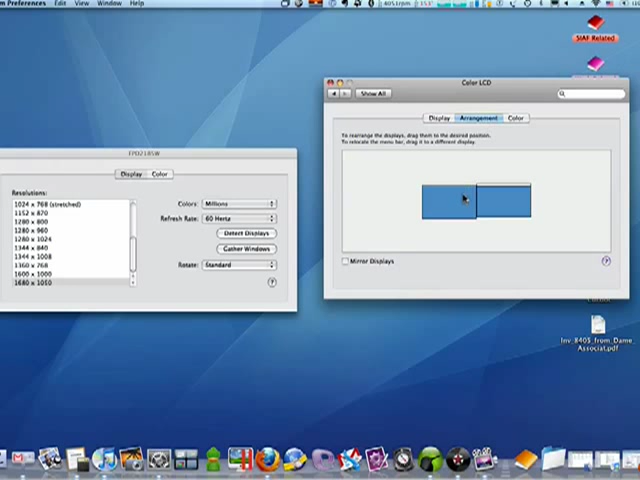 m Preferences Edit View Window Help
SIAF Related
Color LCD
Show All
Display Arrangement Color
To rearrange the displays, drag them to the desired position.
To relocate the menu bar, drag it to a different display.
Mirror Displays
Display Color
Resolutions:
1024 x 768 (stretched)
1152 x 870
1280 x 800
1280 x 960
1280 x 1024
1344 x 840
1344 x 1008
1360 x 768
1600 x 1000
1680 x 1050
Colors: Millions
Refresh Rate: 60 Hertz
Detect Displays
Gather Windows
Rotate: Standard
?
?
Inv_8405_from_Dame_
Associat.pdf